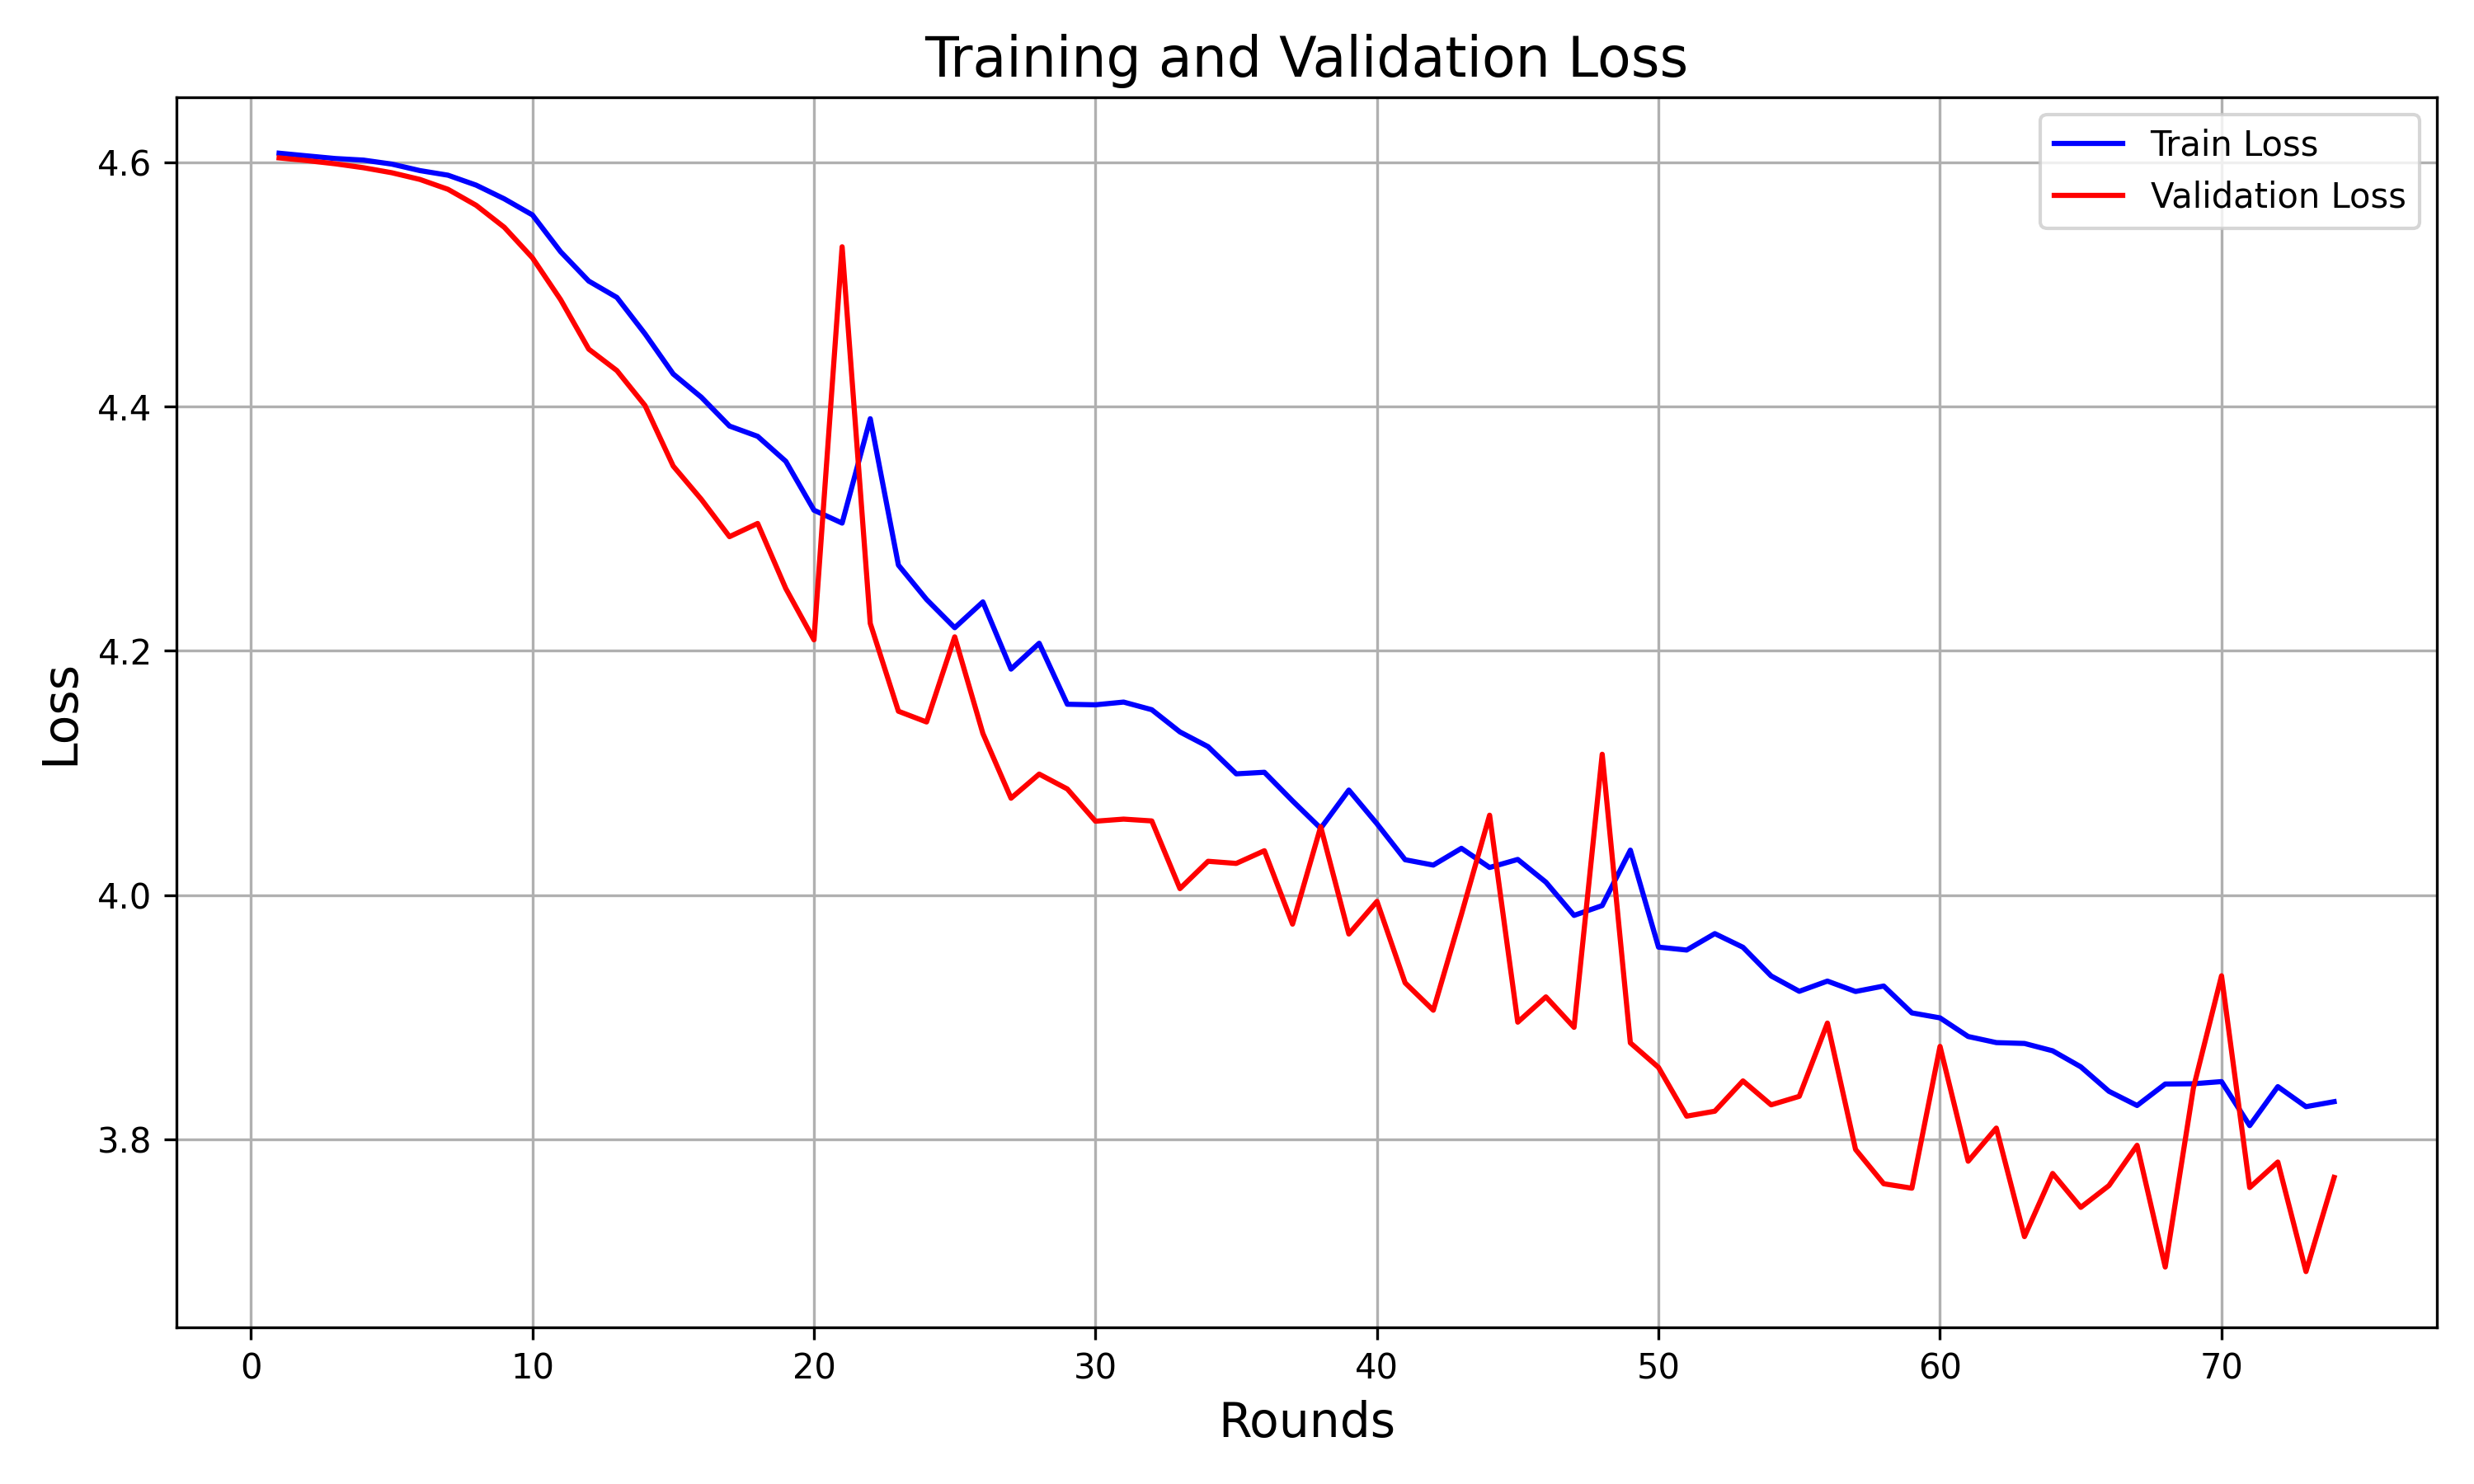 Training and Validation Loss
Train Loss
Validation Loss
4.6
4.4
4.2
4.0
3.8
Loss
0 10 20 30 40 50 60 70
Rounds